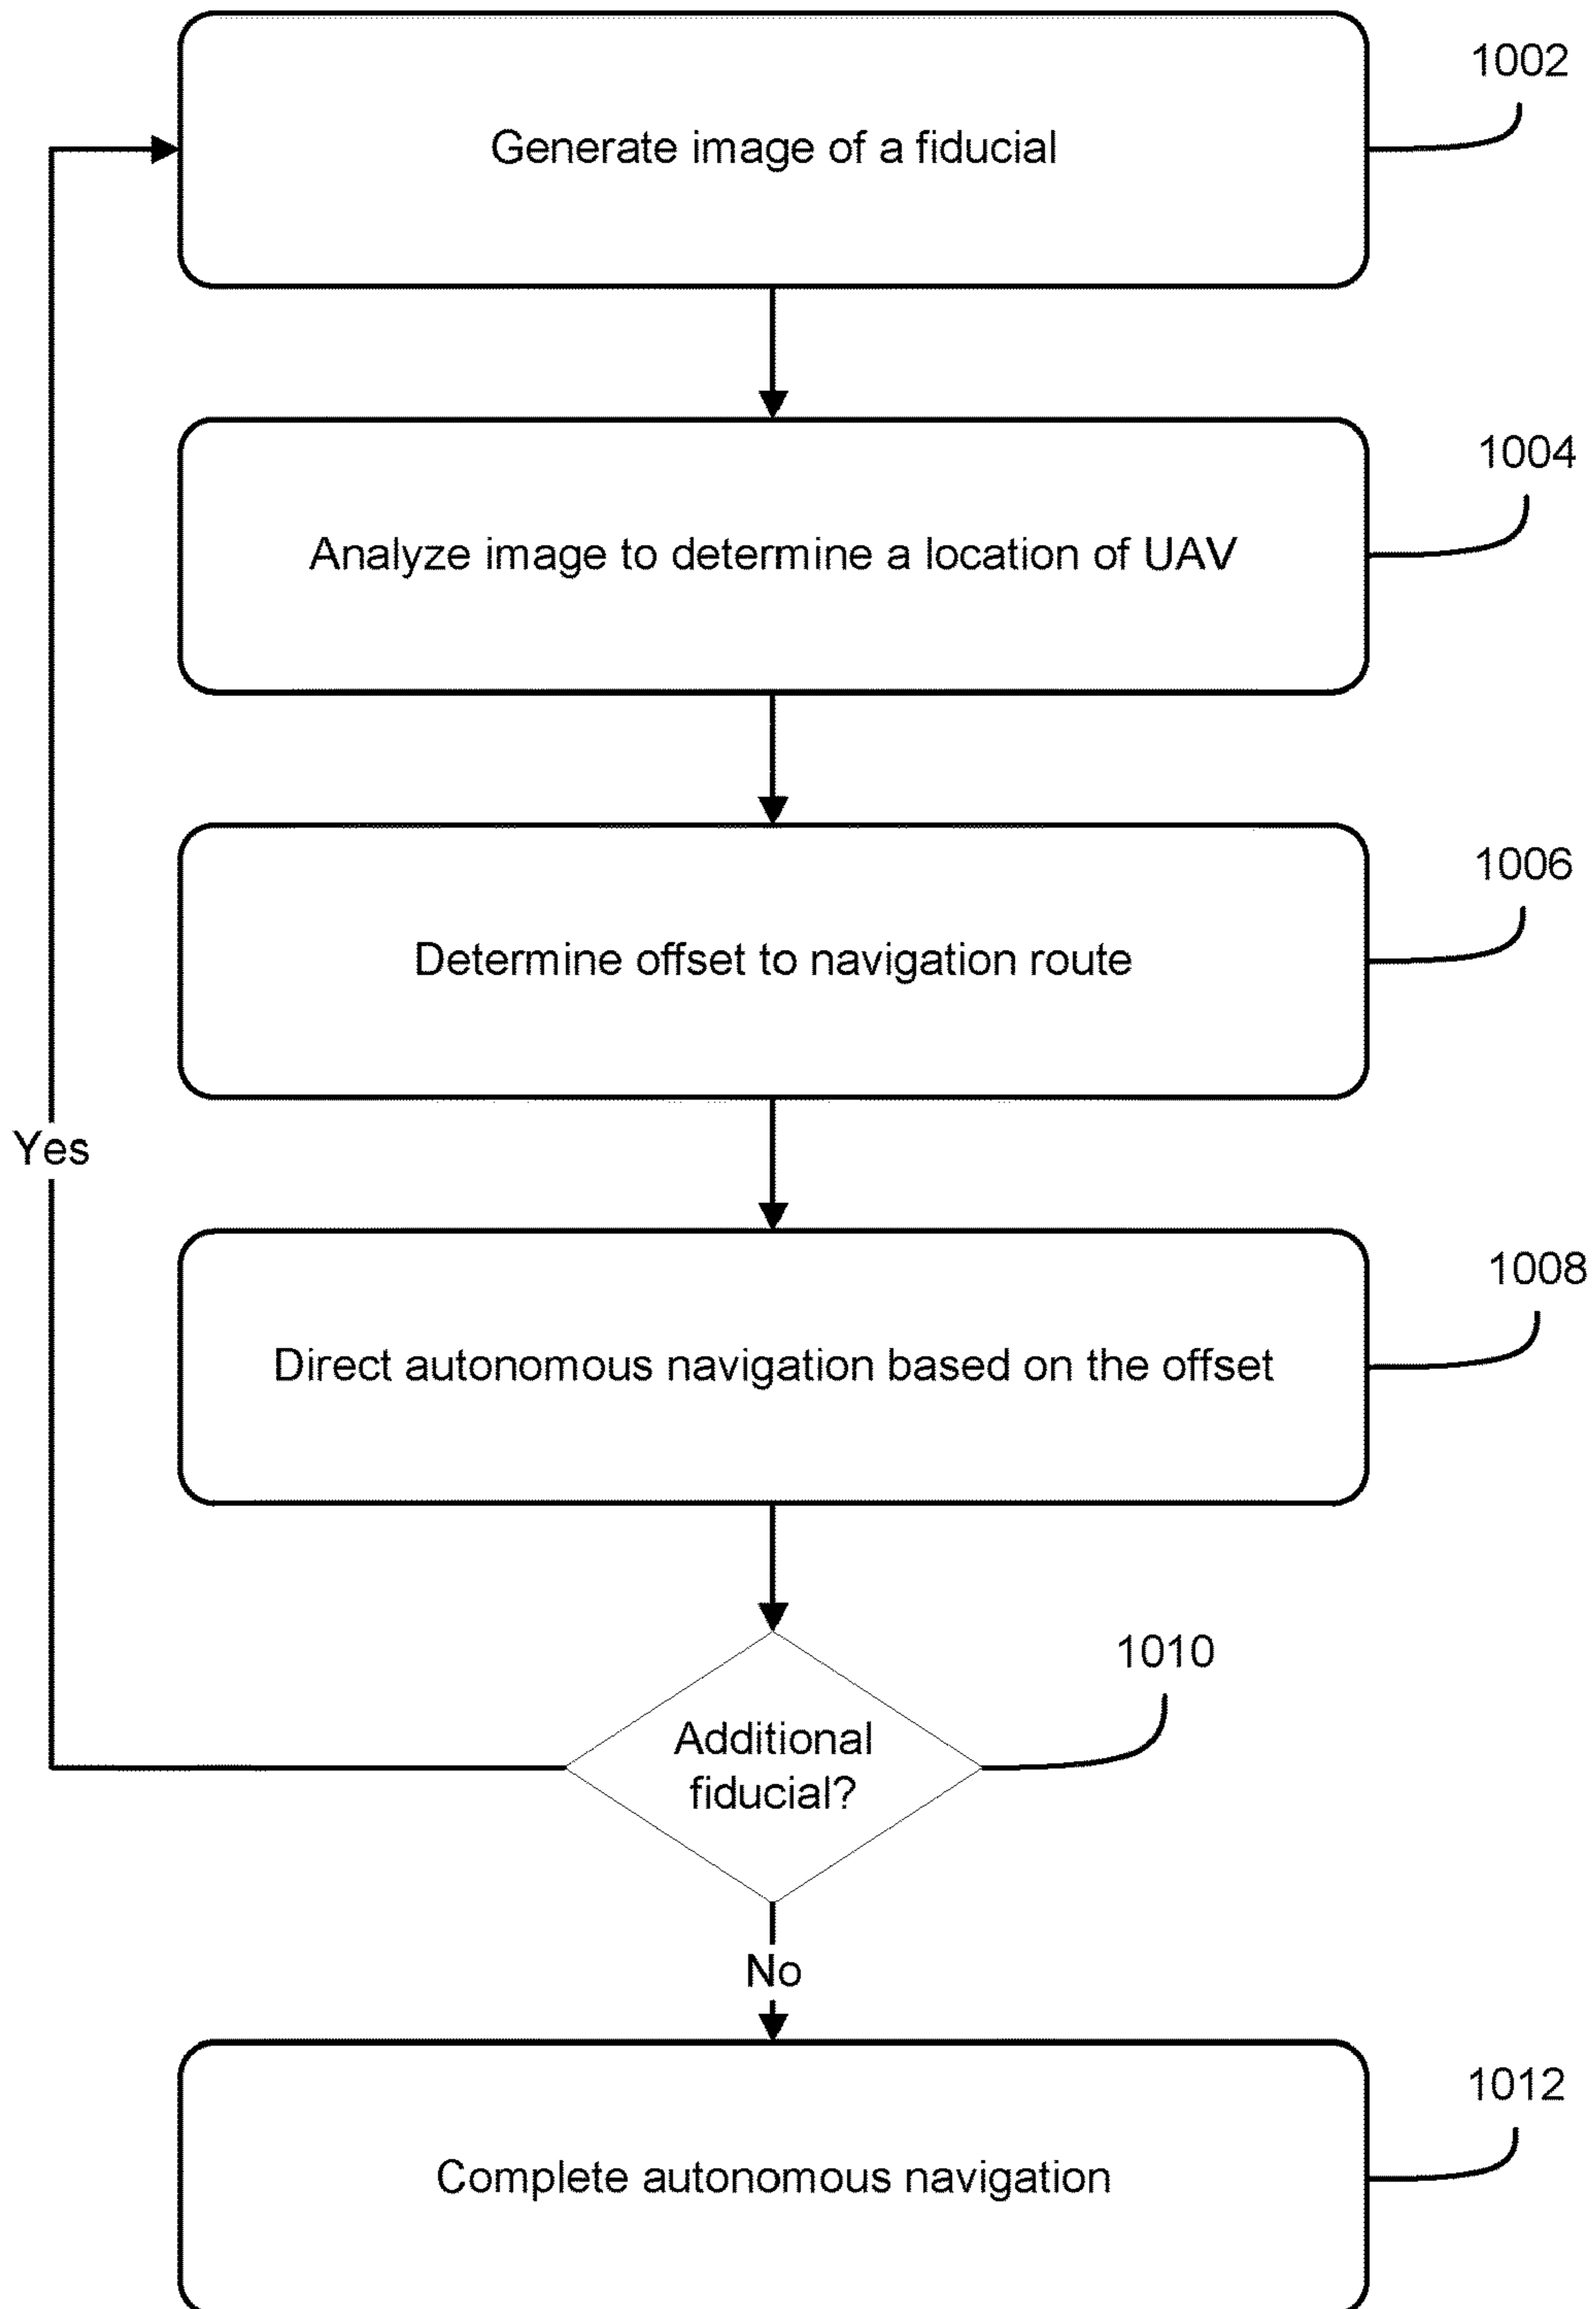 1002
Generate image of a fiducial
1004
Analyze image to determine a location of UAV
1006
Determine offset to navigation route
Yes
1008
Direct autonomous navigation based on the offset
1010
Additional
fiducial?
No
1012
Complete autonomous navigation